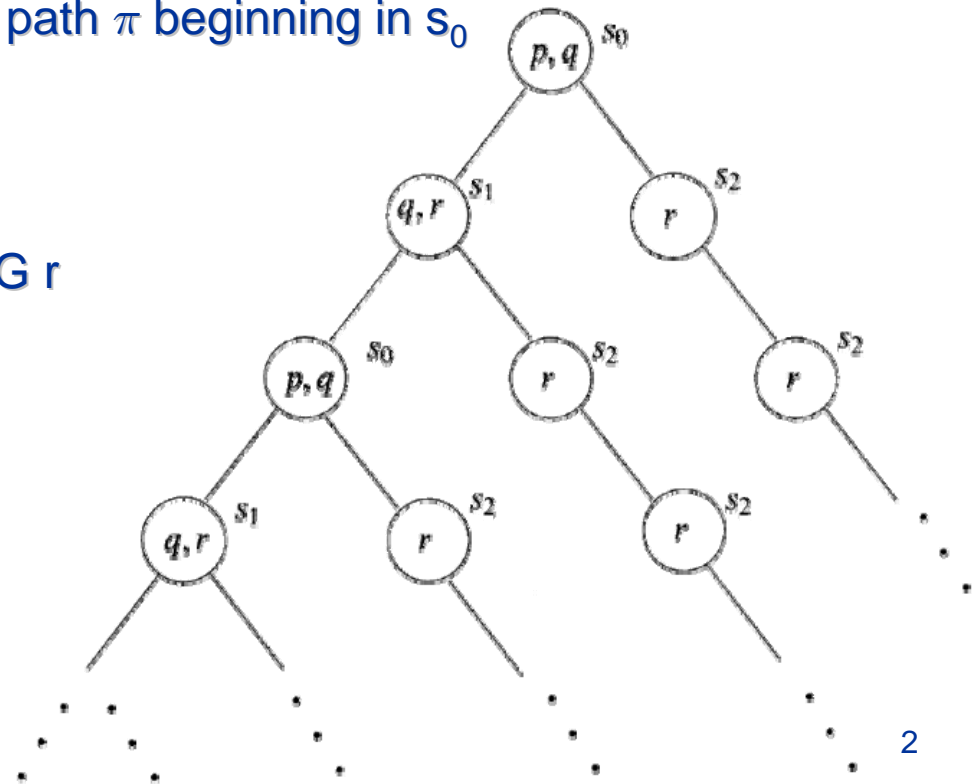 path π beginning in s₀
p, q s₀
q, r s₁
r s₂
G r
p, q s₀
r s₂
r s₂
q, r s₁
r s₂
r s₂
2